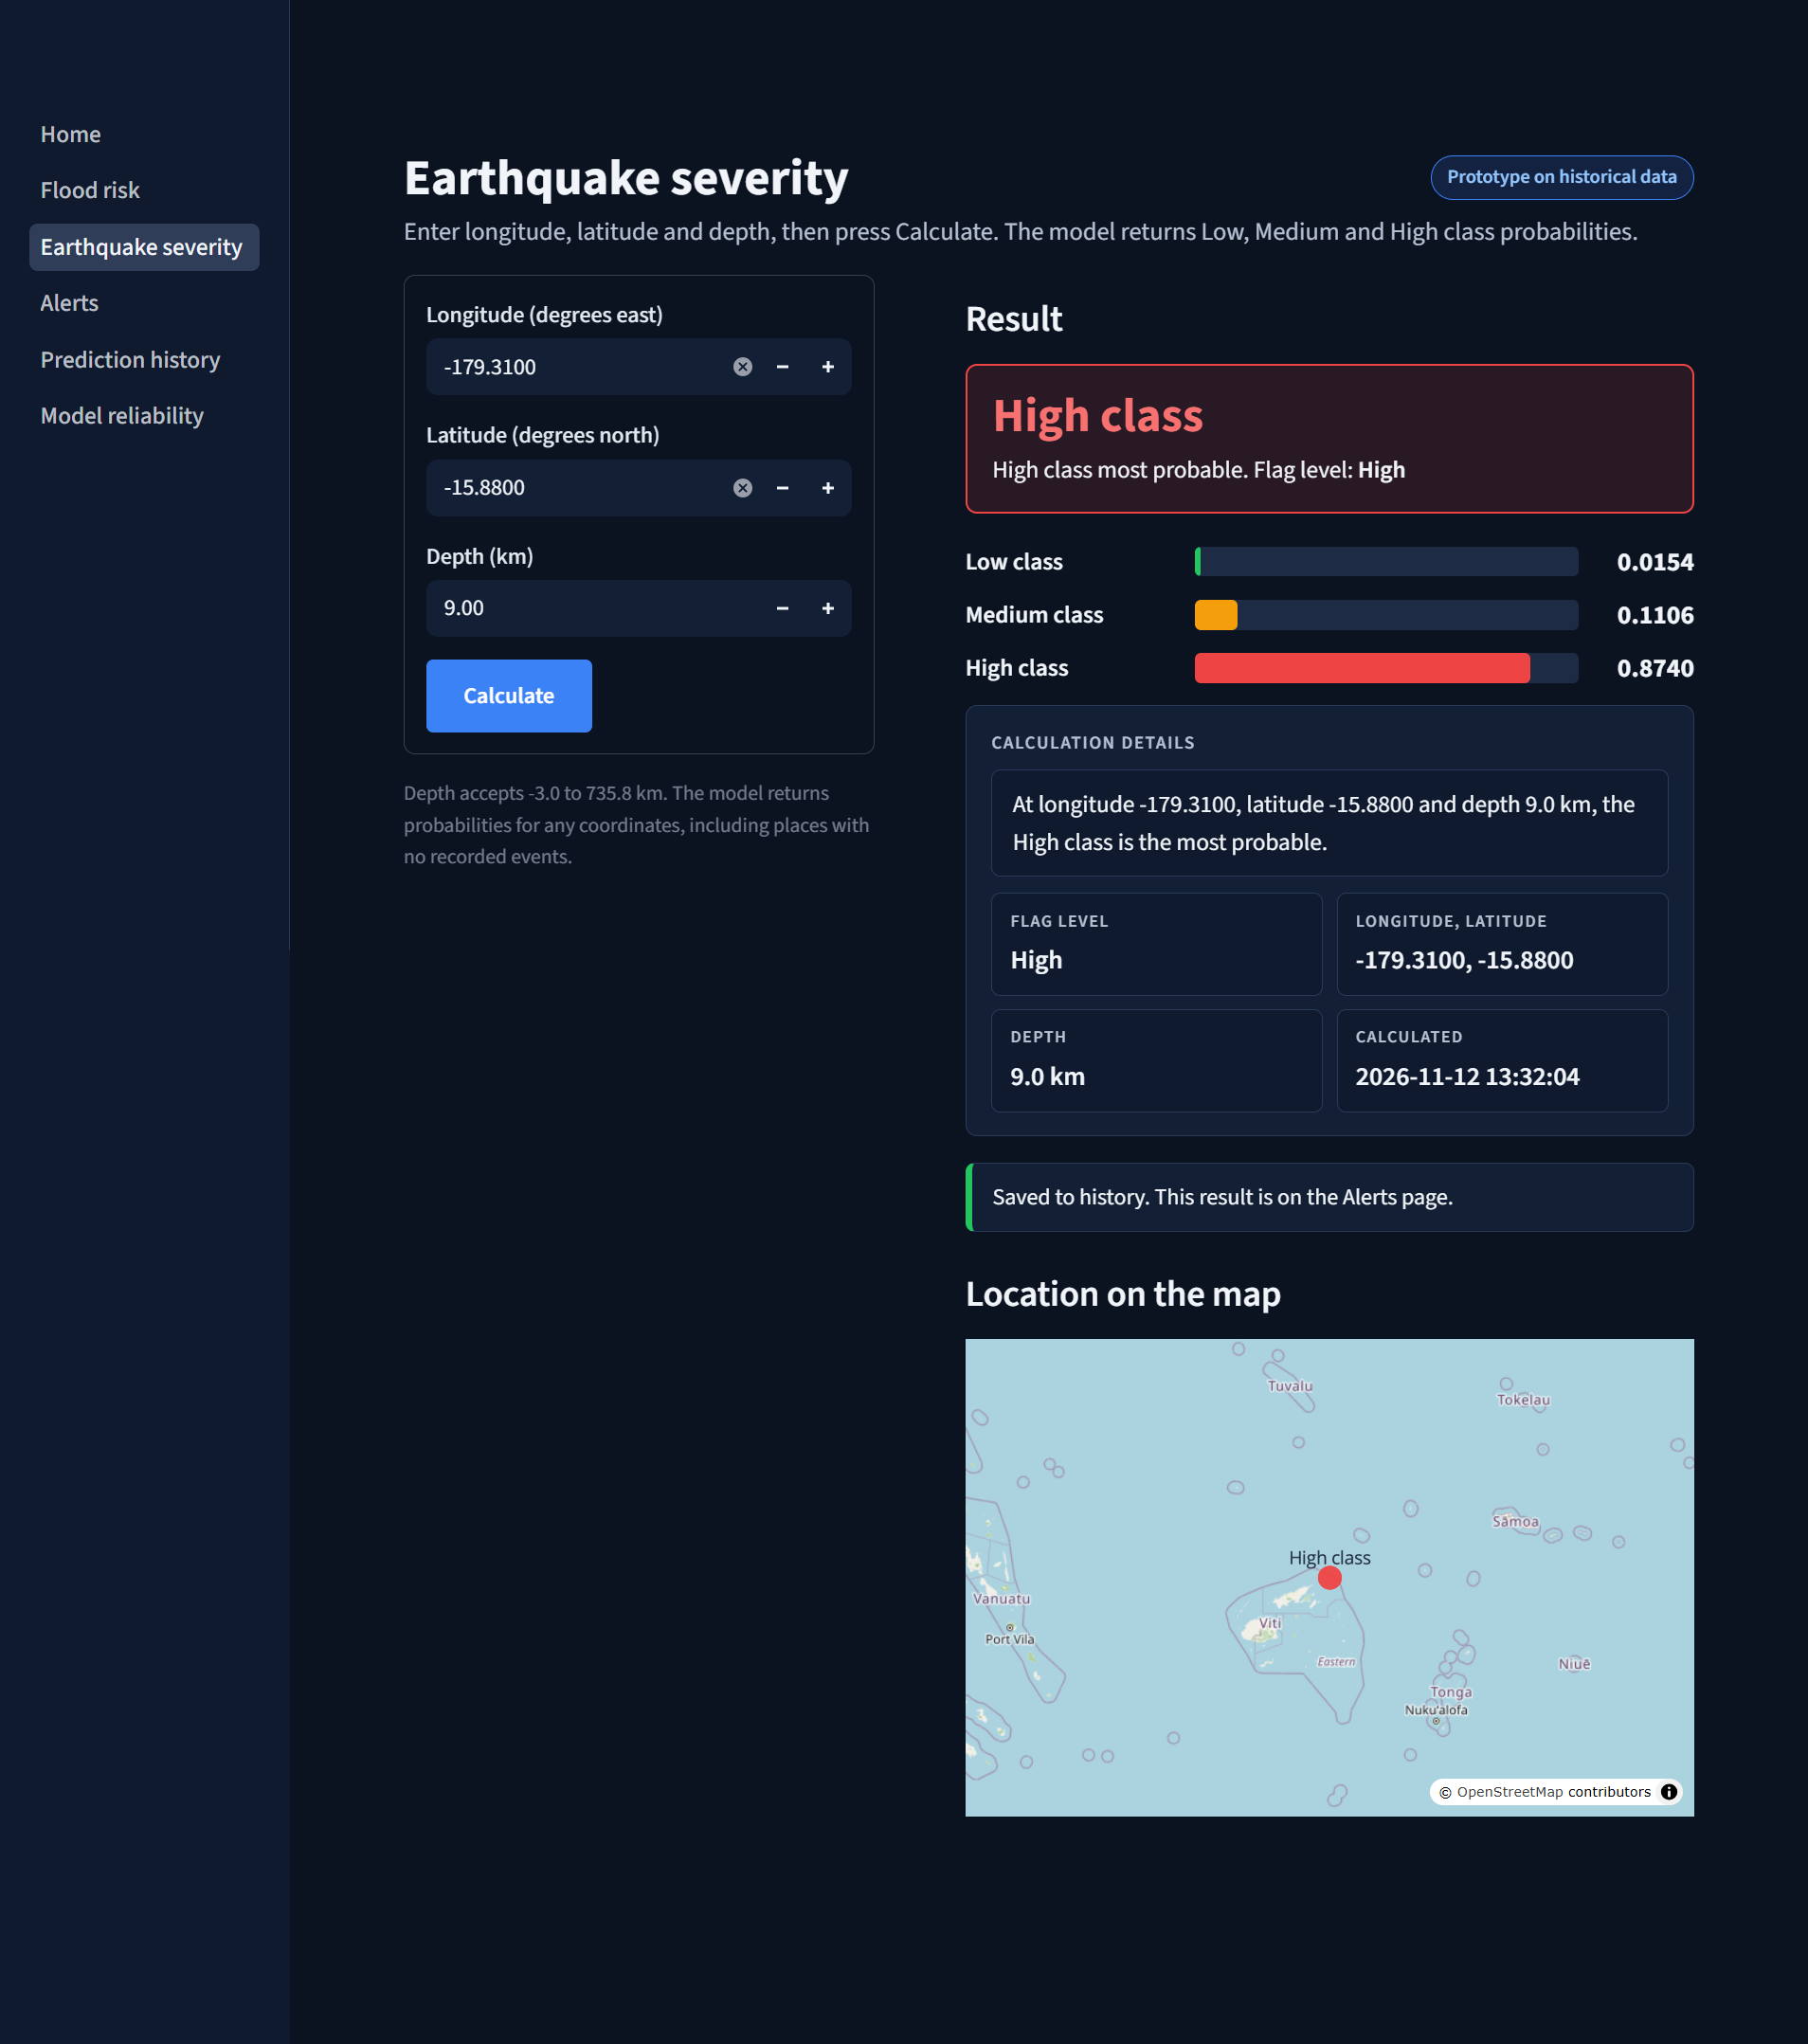 Home
Flood risk
Earthquake severity
Alerts
Prediction history
Model reliability
Earthquake severity
Prototype on historical data
Enter longitude, latitude and depth, then press Calculate. The model returns Low, Medium and High class probabilities.
Longitude (degrees east)
-179.3100
Latitude (degrees north)
-15.8800
Depth (km)
9.00
Calculate
Depth accepts -3.0 to 735.8 km. The model returns
probabilities for any coordinates, including places with
no recorded events.
Result
High class
High class most probable. Flag level: High
Low class 0.0154
Medium class 0.1106
High class 0.8740
CALCULATION DETAILS
At longitude -179.3100, latitude -15.8800 and depth 9.0 km, the
High class is the most probable.
FLAG LEVEL
High
LONGITUDE, LATITUDE
-179.3100, -15.8800
DEPTH
9.0 km
CALCULATED
2026-11-12 13:32:04
Saved to history. This result is on the Alerts page.
Location on the map
Tuvalu
Tokelau
Sāmoa
High class
Vanuatu
Viti
Port Vila
Eastern
Niuē
Tonga
Nukuʻalofa
© OpenStreetMap contributors